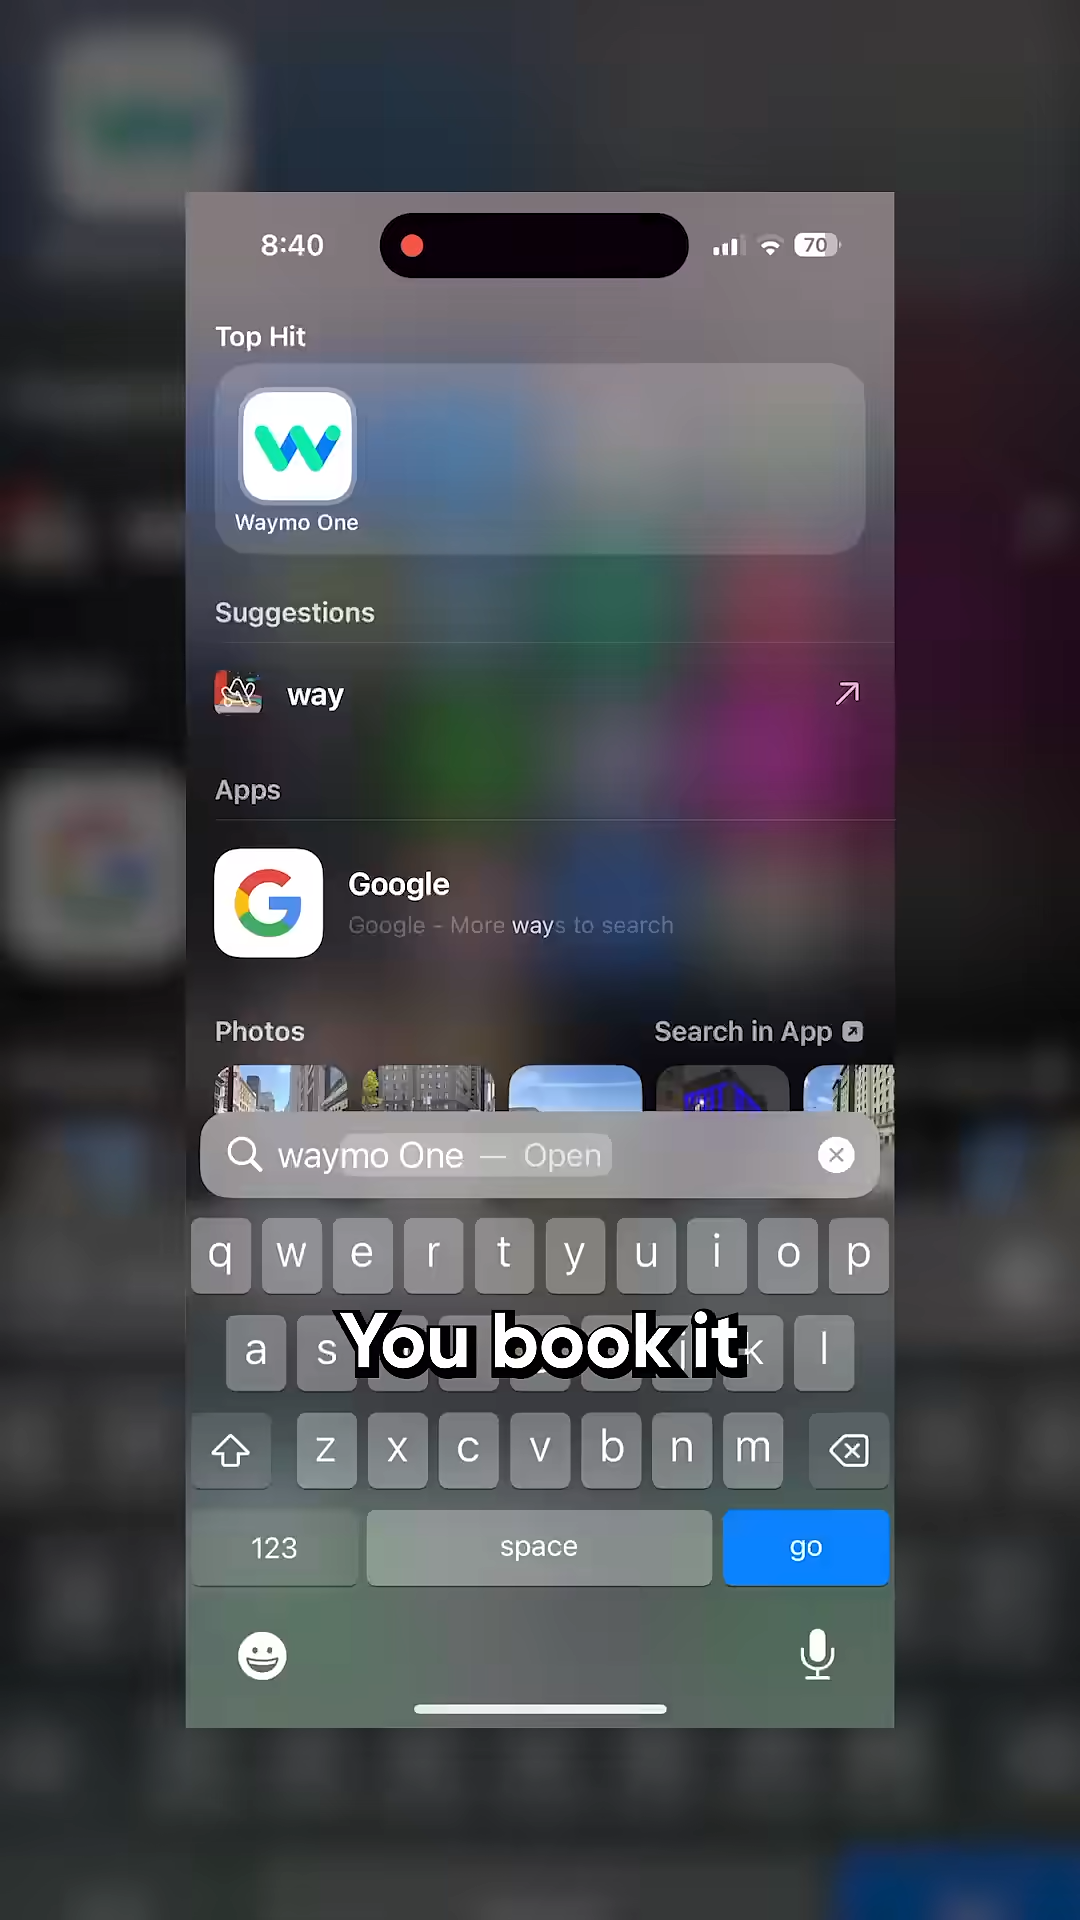 8:40
70
Top Hit
Waymo One
Suggestions
way
Apps
Google
Google - More ways to search
Photos
Search in App
waymo One — Open
q w e r t y u i o p
a s k l
You book it
z x c v b n m
123 space go